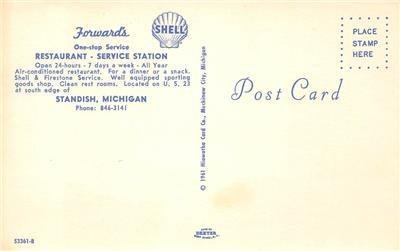 Forward's
One-stop Service
SHELL
RESTAURANT - SERVICE STATION
Open 24-hours - 7 days a week - All Year
Air-conditioned restaurant. For a dinner or a snack.
Shell & Firestone Service. Well equipped sporting
goods shop. Clean rest rooms. Located on U, S, 23
at south edge of
STANDISH, MICHIGAN
Phone: 846-3141
© 1961 Hiawatha Card Co., Mackinaw City, Michigan
PLACE
STAMP
HERE
Post Card
53361-B
DEXTER